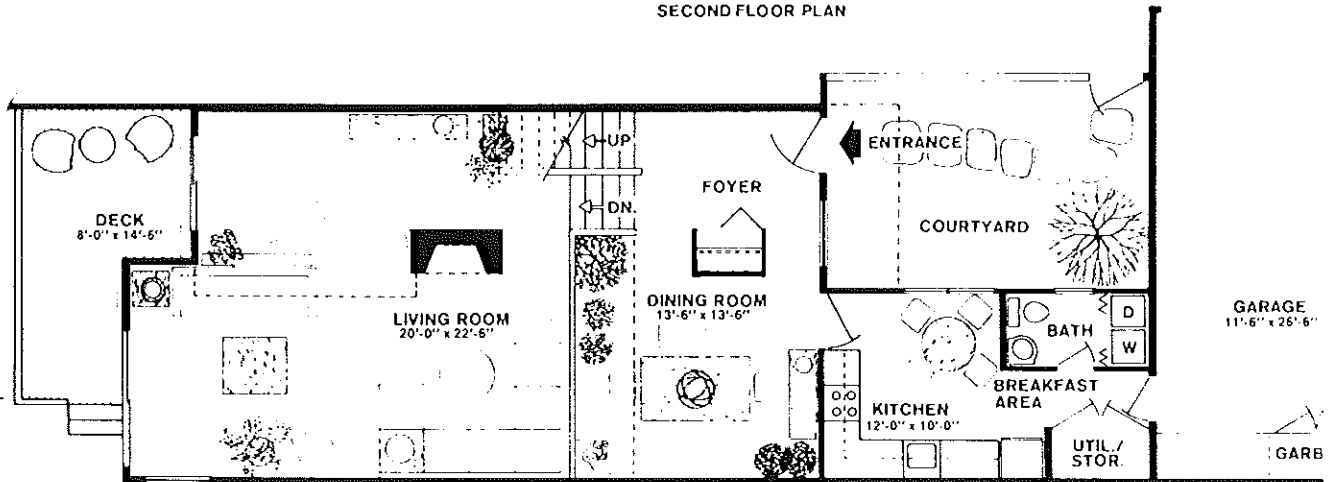 SECOND FLOOR PLAN
ENTRANCE
UP
FOYER
DN.
DECK
8'-0" x 14'-6"
COURTYARD
LIVING ROOM
20'-0" x 22'-6"
DINING ROOM
13'-6" x 13'-6"
GARAGE
11'-6" x 26'-6"
BATH
D
W
BREAKFAST
AREA
KITCHEN
12'-0" x 10'-0"
UTIL./
STOR.
GARB